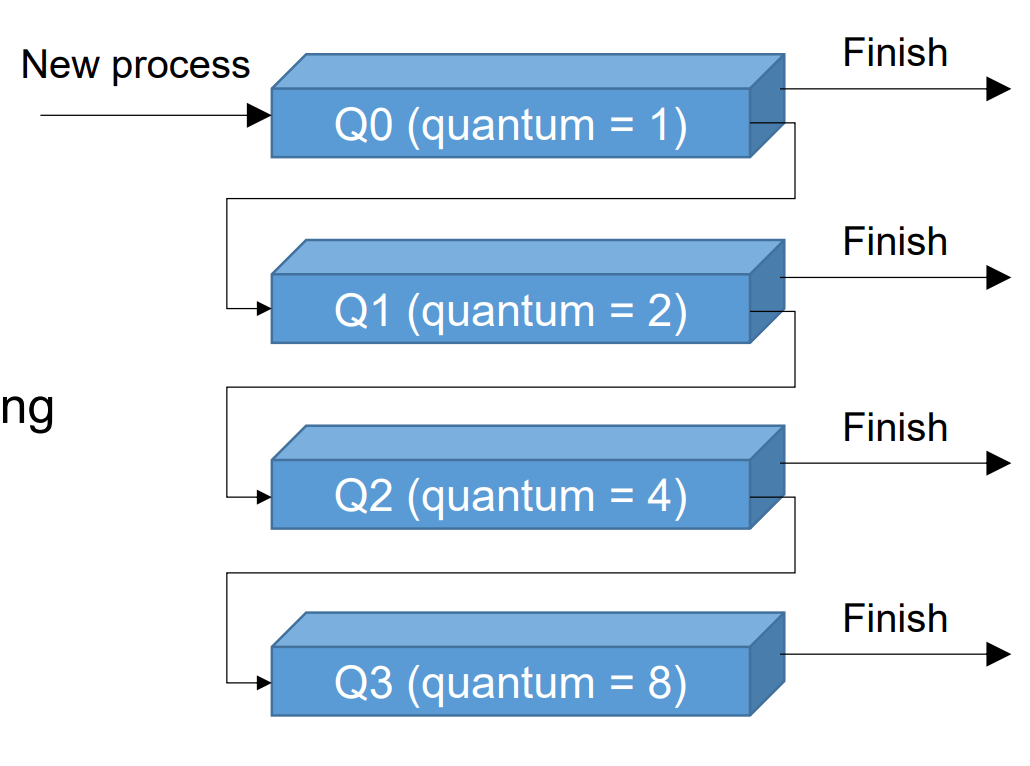 New process
Finish
Q0 (quantum = 1)
Finish
Q1 (quantum = 2)
ng
Finish
Q2 (quantum = 4)
Finish
Q3 (quantum = 8)